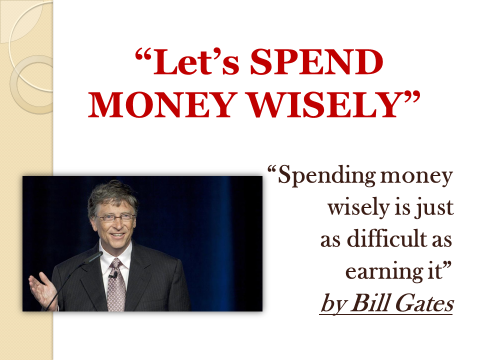 “Let’s SPEND
MONEY WISELY”
“Spending money
wisely is just
as difficult as
earning it”
by Bill Gates